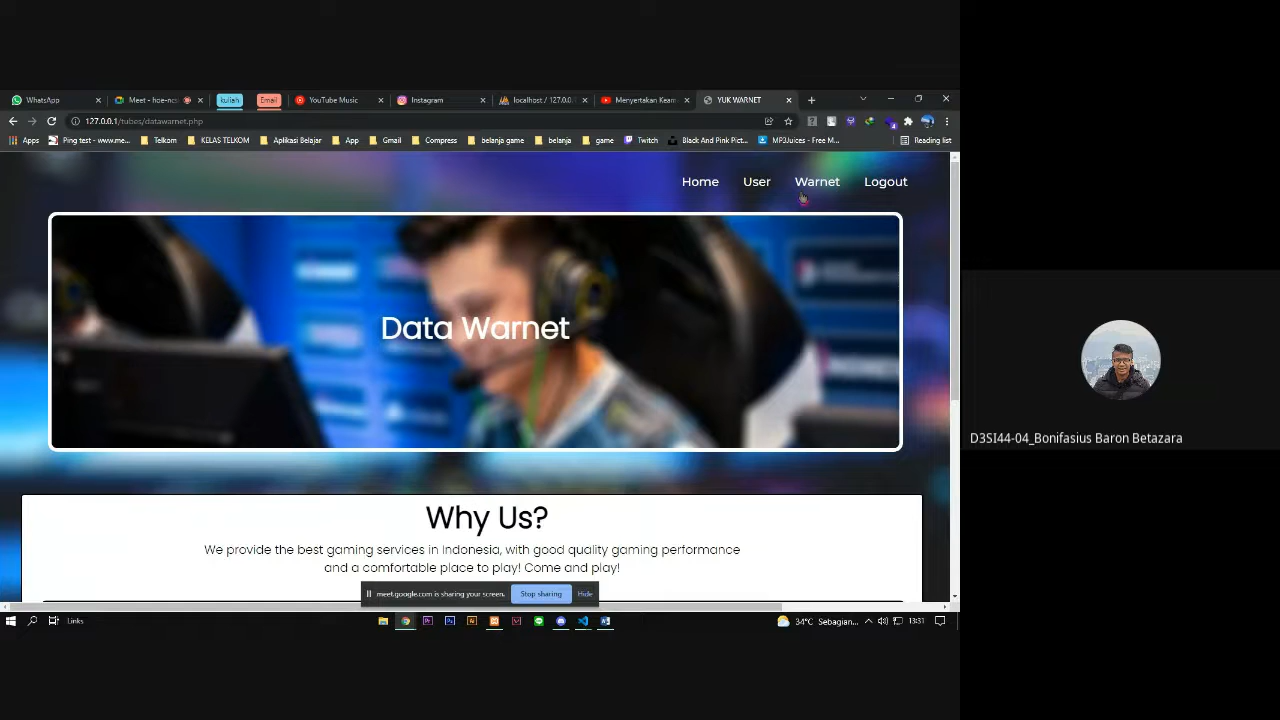 WhatsApp
Meet - hoe-ncs
kuliah
Email
YouTube Music
Instagram
localhost / 127.0.0.1
Menyertakan Keam
YUK WARNET
127.0.0.1/tubes/datawarnet.php
Apps
Ping test - www.me...
Telkom
KELAS TELKOM
Aplikasi Belajar
App
Gmail
Compress
belanja game
belanja
game
Twitch
Black And Pink Pict...
MP3Juices - Free M...
Reading list
Home
User
Warnet
Logout
Data Warnet
Why Us?
We provide the best gaming services in Indonesia, with good quality gaming performance
and a comfortable place to play! Come and play!
meet.google.com is sharing your screen.
Stop sharing
Hide
Links
34°C Sebagian...
13:31
D3SI44-04_Bonifasius Baron Betazara